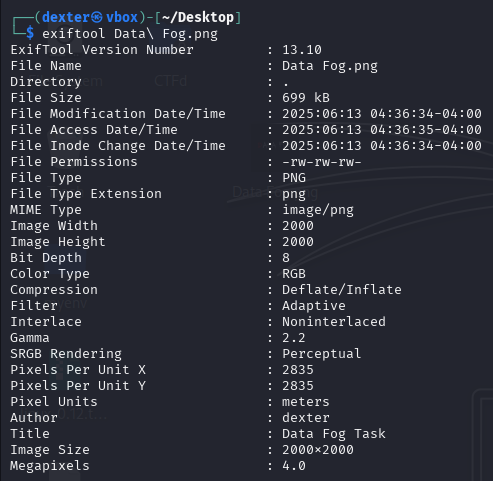 ┌──(dexter㉿vbox)-[~/Desktop]
└─$ exiftool Data\ Fog.png
ExifTool Version Number         : 13.10
File Name                       : Data Fog.png
Directory                       : .
File Size                       : 699 kB
File Modification Date/Time     : 2025:06:13 04:36:34-04:00
File Access Date/Time           : 2025:06:13 04:36:35-04:00
File Inode Change Date/Time     : 2025:06:13 04:36:34-04:00
File Permissions                : -rw-rw-rw-
File Type                       : PNG
File Type Extension             : png
MIME Type                       : image/png
Image Width                     : 2000
Image Height                    : 2000
Bit Depth                       : 8
Color Type                      : RGB
Compression                     : Deflate/Inflate
Filter                          : Adaptive
Interlace                       : Noninterlaced
Gamma                           : 2.2
SRGB Rendering                  : Perceptual
Pixels Per Unit X               : 2835
Pixels Per Unit Y               : 2835
Pixel Units                     : meters
Author                          : dexter
Title                           : Data Fog Task
Image Size                      : 2000×2000
Megapixels                      : 4.0